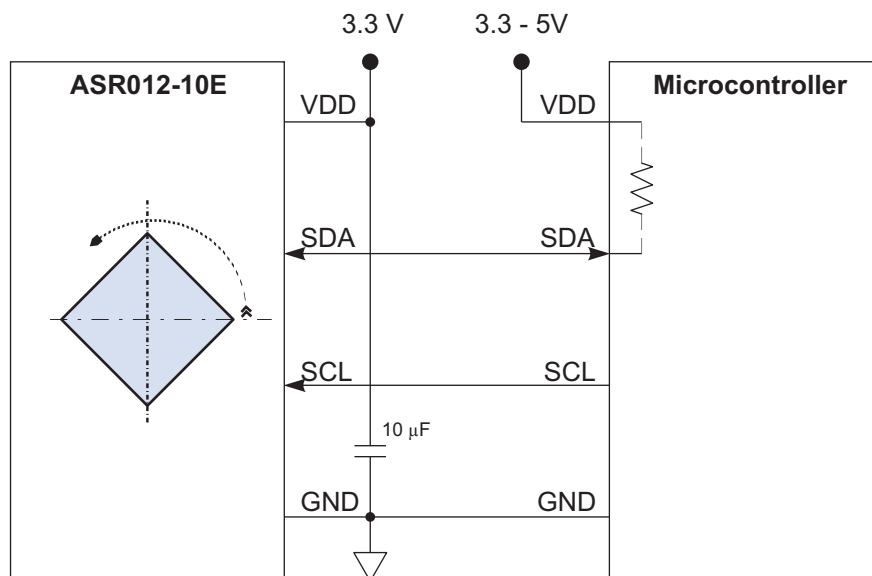 3.3 V
3.3 - 5V
ASR012-10E
Microcontroller
VDD
VDD
SDA
SDA
SCL
SCL
10 μF
GND
GND